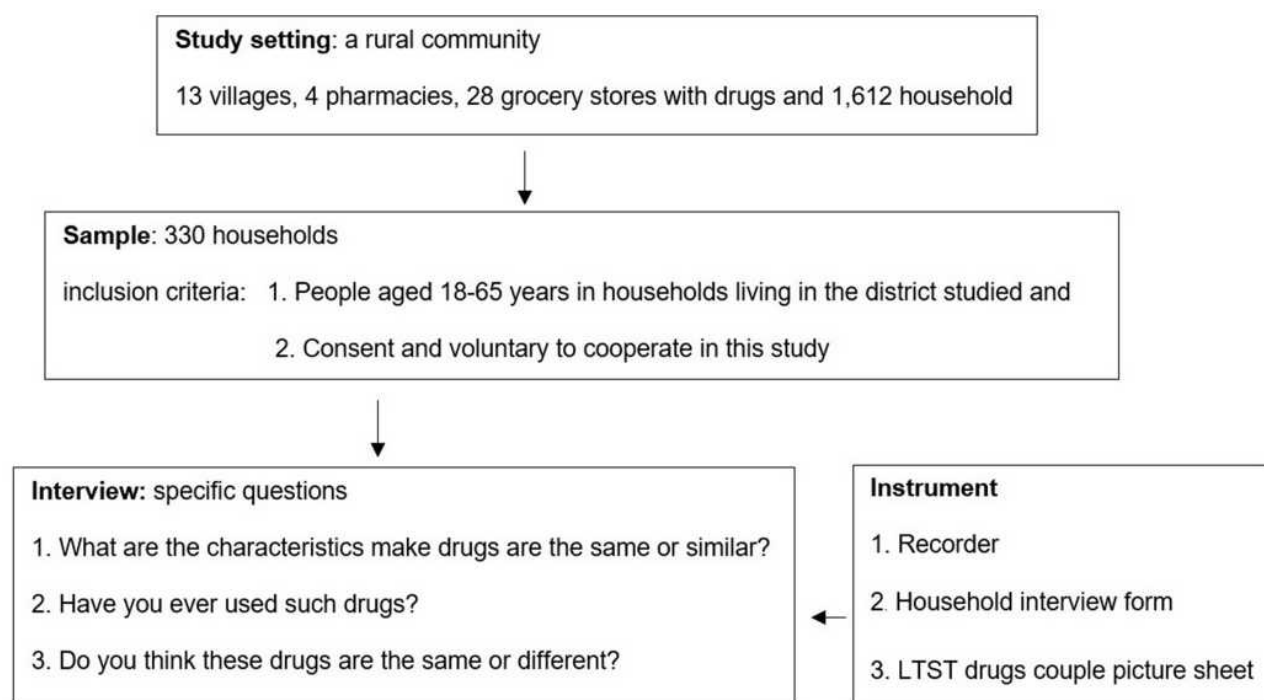 Study setting: a rural community
13 villages, 4 pharmacies, 28 grocery stores with drugs and 1,612 household
Sample: 330 households
inclusion criteria: 1. People aged 18-65 years in households living in the district studied and
2. Consent and voluntary to cooperate in this study
Interview: specific questions
1. What are the characteristics make drugs are the same or similar?
2. Have you ever used such drugs?
3. Do you think these drugs are the same or different?
Instrument
1. Recorder
2. Household interview form
3. LTST drugs couple picture sheet